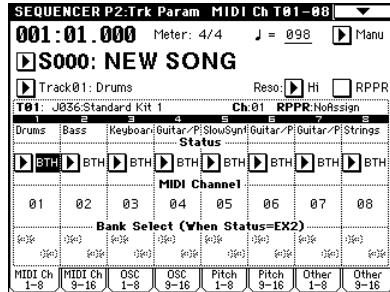 SEQUENCER P2:Trk Param MIDI Ch T01-08
001:01.000 Meter: 4/4 ♩ = 098 Manu
S000: NEW SONG
Track01: Drums Reso: Hi RPPR
T01: J036:Standard Kit 1 Ch:01 RPPR:NoAssign
1 2 3 4 5 6 7 8
Drums Bass Keyboard Guitar/P SlowSynt Guitar/P Guitar/P Strings
Status
BTH BTH BTH BTH BTH BTH BTH BTH
MIDI Channel
01 02 03 04 05 06 07 08
Bank Select (When Status=EX2)
MIDI Ch 1-8 MIDI Ch 9-16 OSC 1-8 OSC 9-16 Pitch 1-8 Pitch 9-16 Other 1-8 Other 9-16